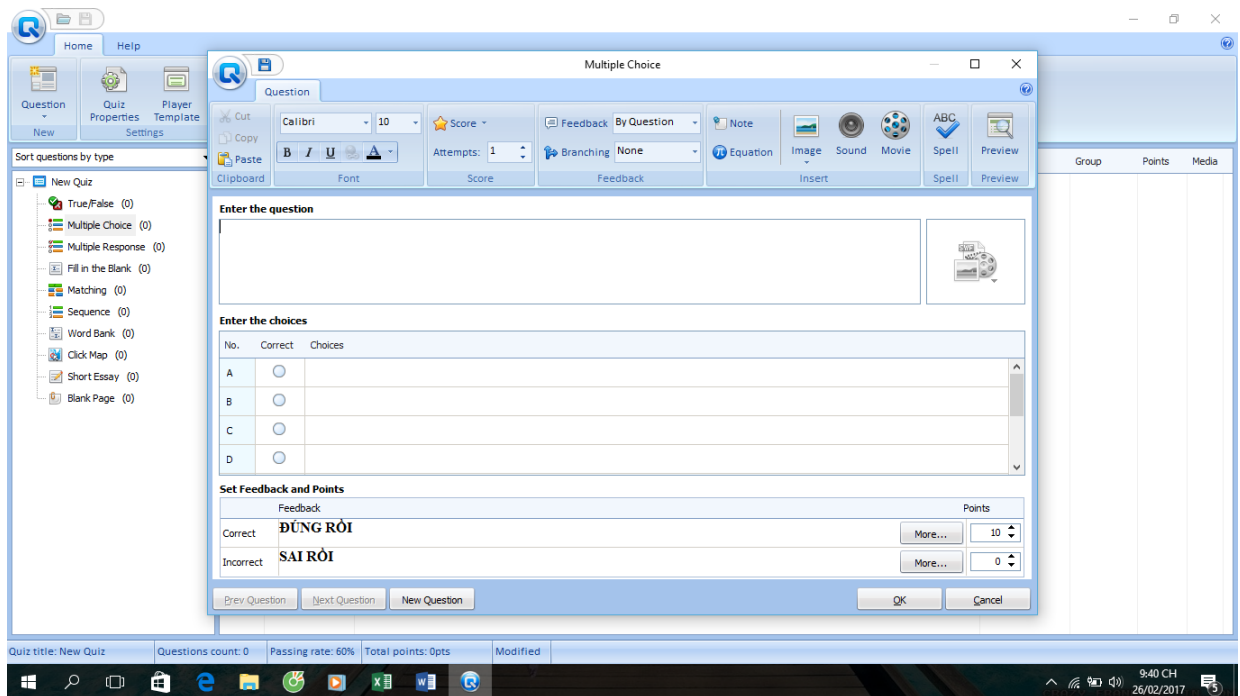 Home Help
Multiple Choice
Question
Question
Quiz Properties
Player Template
New
Settings
Cut
Copy
Paste
Clipboard
Calibri
10
B I U A
Font
Score
Attempts: 1
Score
Feedback By Question
Branching None
Feedback
Note
Equation
Image
Sound
Movie
Insert
ABC
Spell
Spell
Preview
Preview
Sort questions by type
Group Points Media
New Quiz
True/False (0)
Multiple Choice (0)
Multiple Response (0)
Fill in the Blank (0)
Matching (0)
Sequence (0)
Word Bank (0)
Click Map (0)
Short Essay (0)
Blank Page (0)
Enter the question
Enter the choices
No. Correct Choices
A
B
C
D
Set Feedback and Points
Feedback Points
Correct ĐÚNG RỒI More... 10
Incorrect SAI RỒI More... 0
Prev Question Next Question New Question OK Cancel
Quiz title: New Quiz Questions count: 0 Passing rate: 60% Total points: 0pts Modified
9:40 CH
26/02/2017